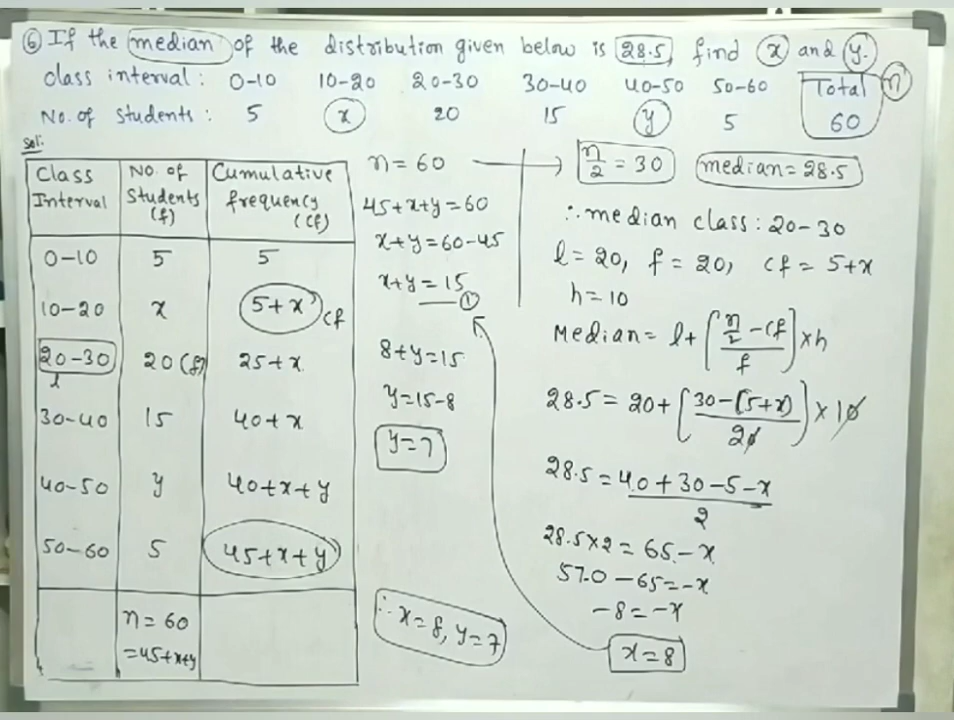 ⑥ If the median of the distribution given below is 28.5, find x and y.
Class interval : 0-10 10-20 20-30 30-40 40-50 50-60 Total n
No. of Students : 5 x 20 15 y 5 60
Sol:
Class Interval No. of Students (f) Cumulative frequency (cf)
0-10 5 5
10-20 x 5+x cf
20-30 20 (f) 25+x
l
30-40 15 40+x
40-50 y 40+x+y
50-60 5 45+x+y
n = 60
=45+x+y
n = 60
45+x+y=60
x+y=60-45
x+y=15
①
8+y=15
y=15-8
y=7
∴ x=8, y=7
n/2 = 30 median=28.5
∴ median class : 20-30
l = 20, f = 20, cf = 5+x
h=10
Median = l+[n/2 -cf/f]xh
28.5 = 20+[30-(5+x)/20]x10
28.5 = 40+30-5-x/2
28.5x2 = 65-x
57.0-65=-x
-8=-x
x=8